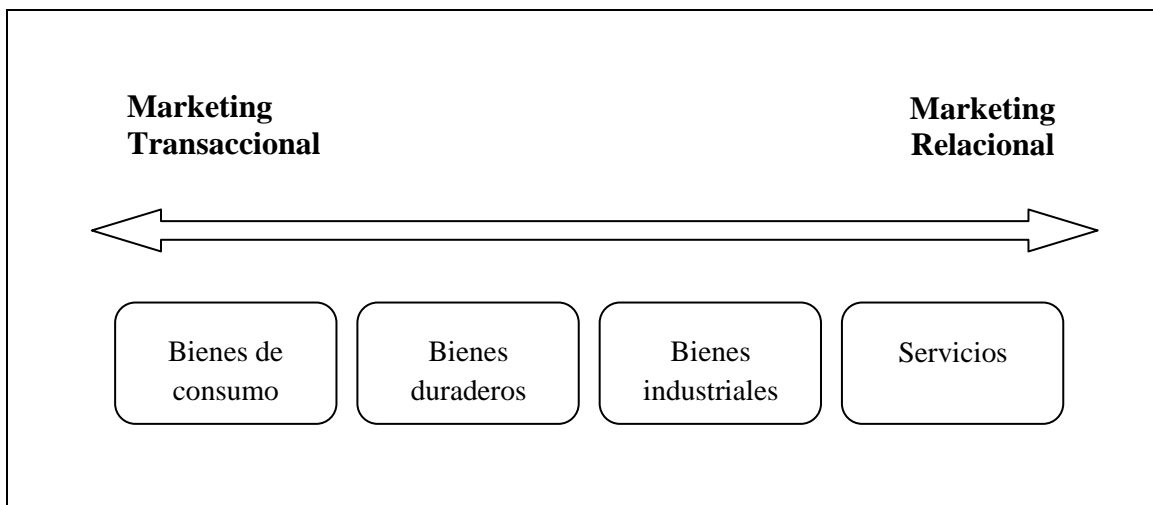 Marketing
Transaccional
Marketing
Relacional
Bienes de
consumo
Bienes
duraderos
Bienes
industriales
Servicios